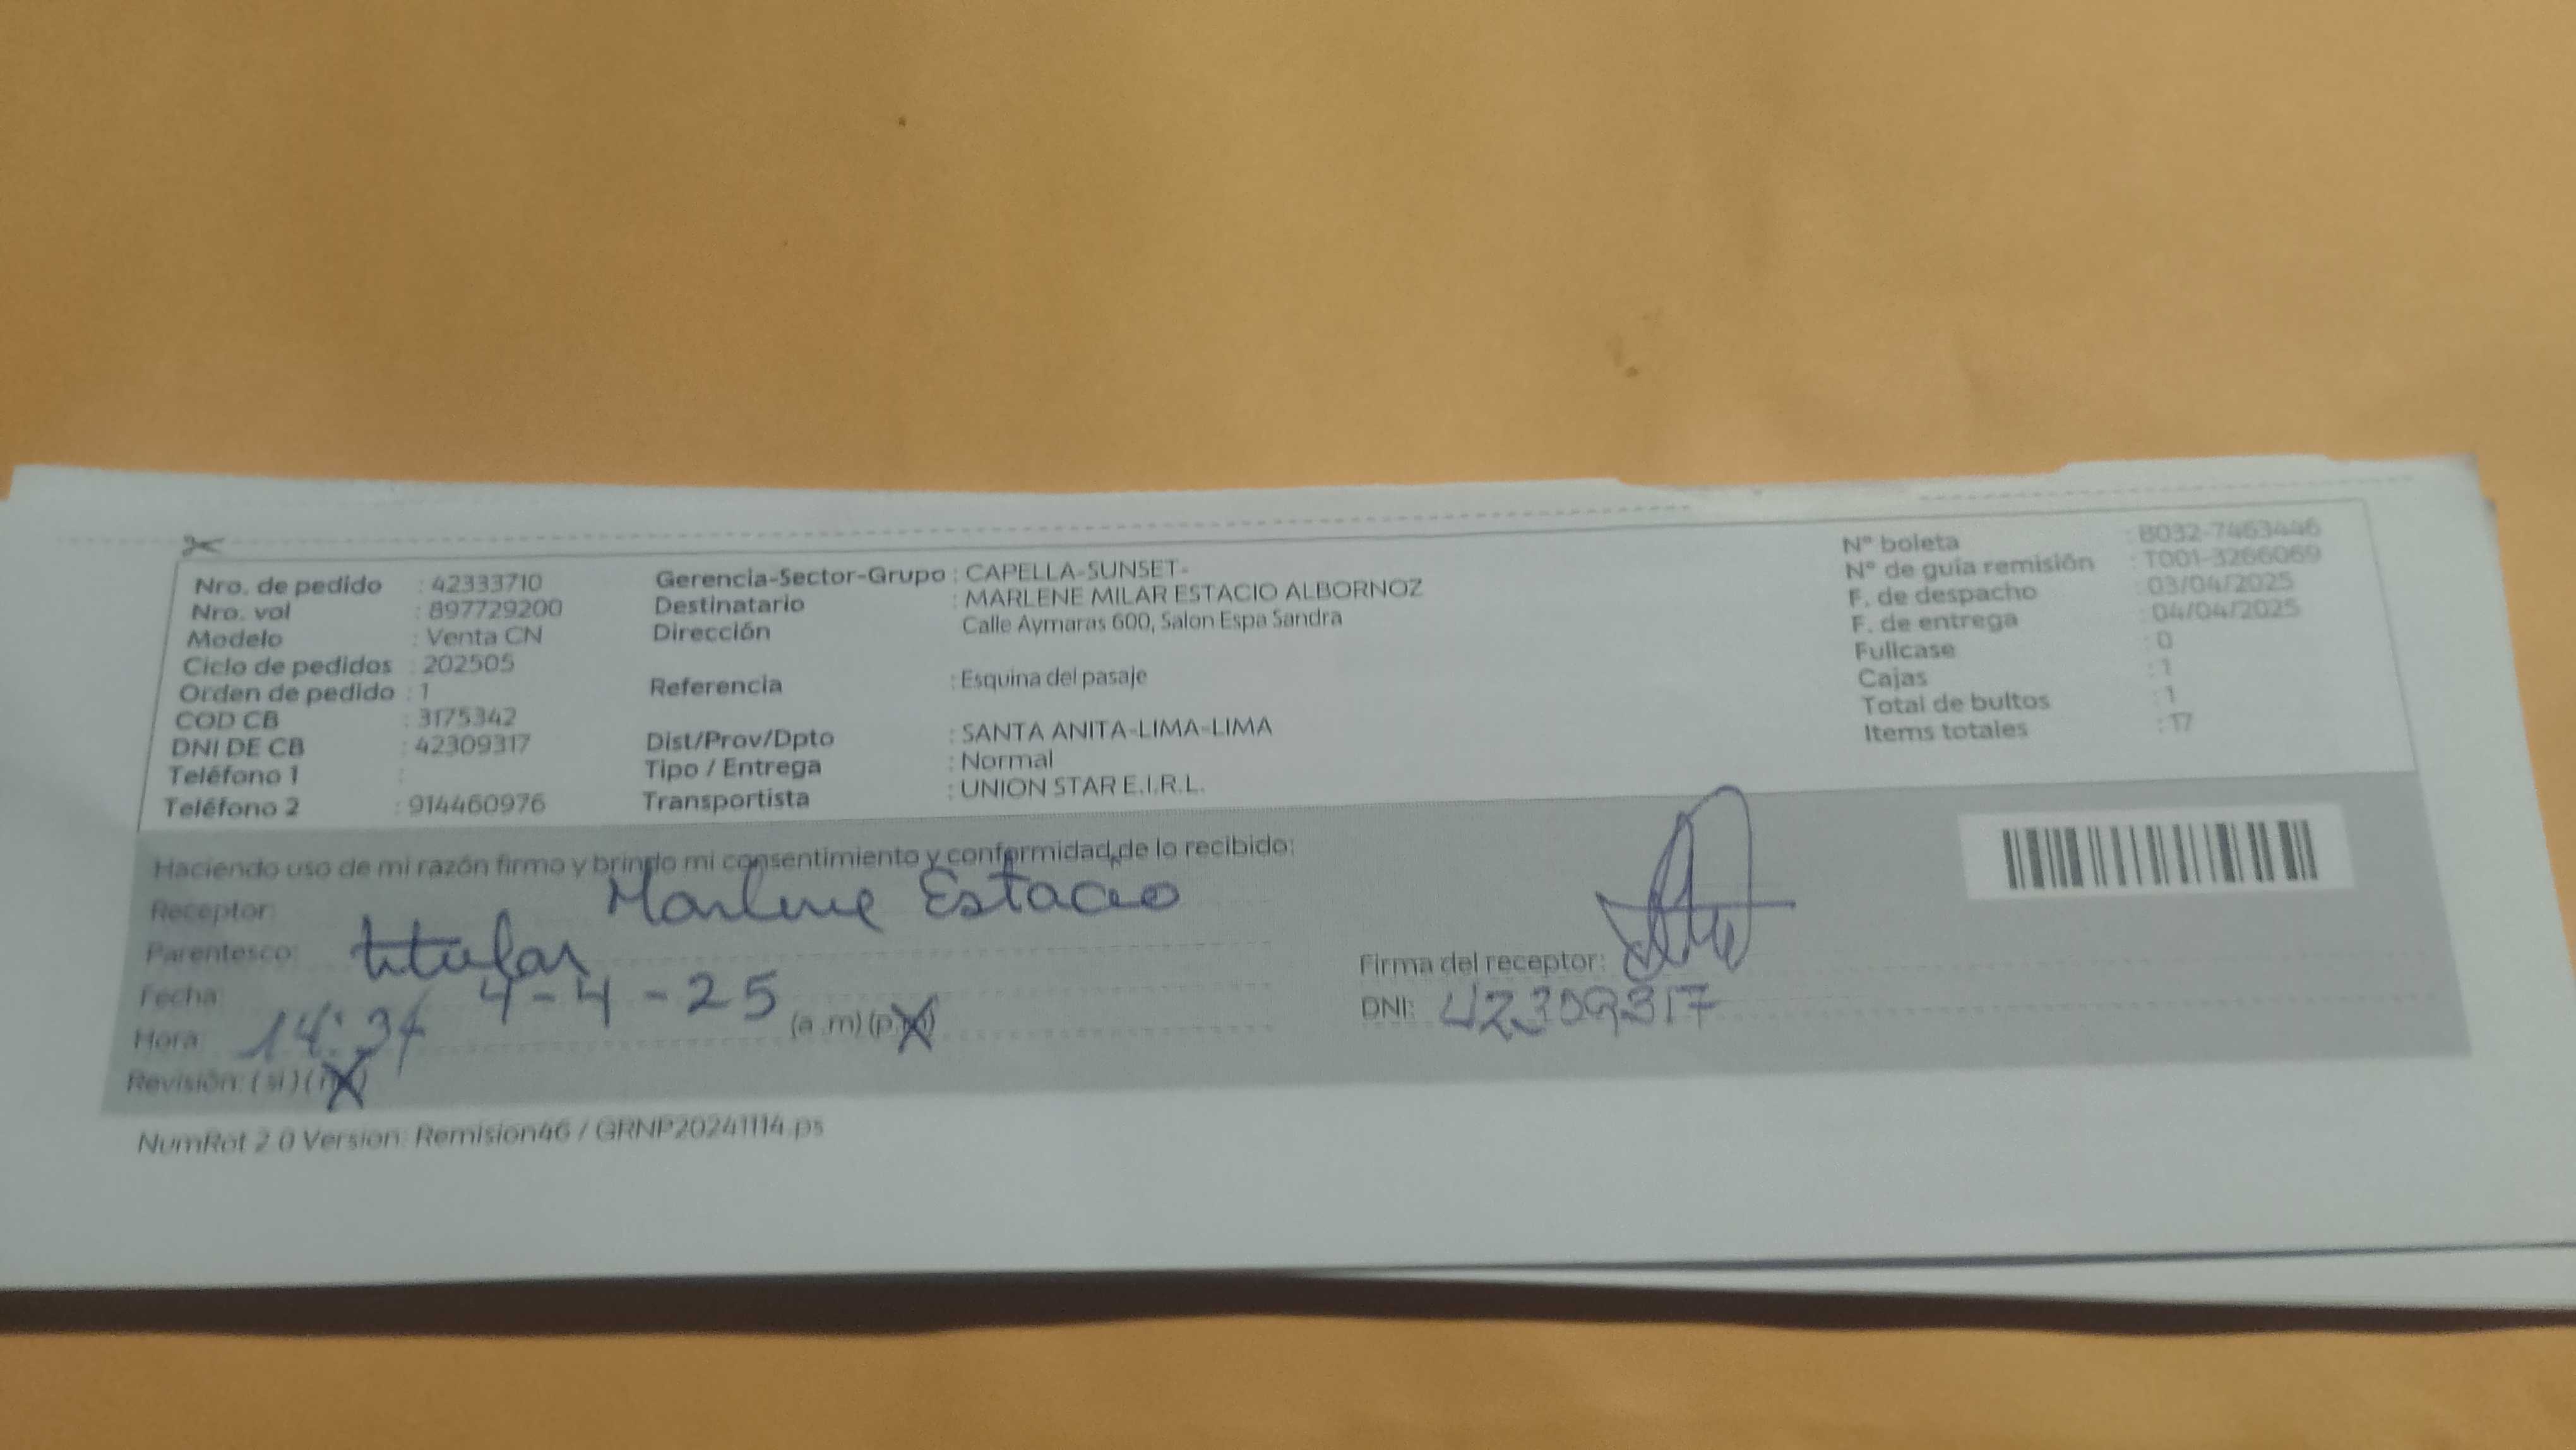 Nro. de pedido : 42333710
Nro. vol : 897729200
Modelo : Venta CN
Ciclo de pedidos : 202505
Orden de pedido : 1
COD CB : 3175342
DNI DE CB : 42309317
Teléfono 1 :
Teléfono 2 : 914460976
Gerencia-Sector-Grupo : CAPELLA-SUNSET-
Destinatario : MARLENE MILAR ESTACIO ALBORNOZ
Dirección Calle Aymaras 600, Salon Espa Sandra
Referencia : Esquina del pasaje
Dist/Prov/Dpto : SANTA ANITA-LIMA-LIMA
Tipo / Entrega : Normal
Transportista : UNION STAR E.I.R.L.
N° boleta : B032-7463446
N° de guía remisión : T001-3266069
F. de despacho : 03/04/2025
F. de entrega : 04/04/2025
Fullcase : 0
Cajas : 1
Total de bultos : 1
Items totales : 17
Haciendo uso de mi razón firmo y brindo mi consentimiento y conformidad de lo recibido:
Receptor: Marlene Estacio
Parentesco: titular
Fecha: 4-4-25
Hora: 14:34 (a.m) (p.m)
Revisión: (si) (no)
Firma del receptor:
DNI: 42309317
NumRot 2.0 Version: Remision46 / GRNP20241114.ps